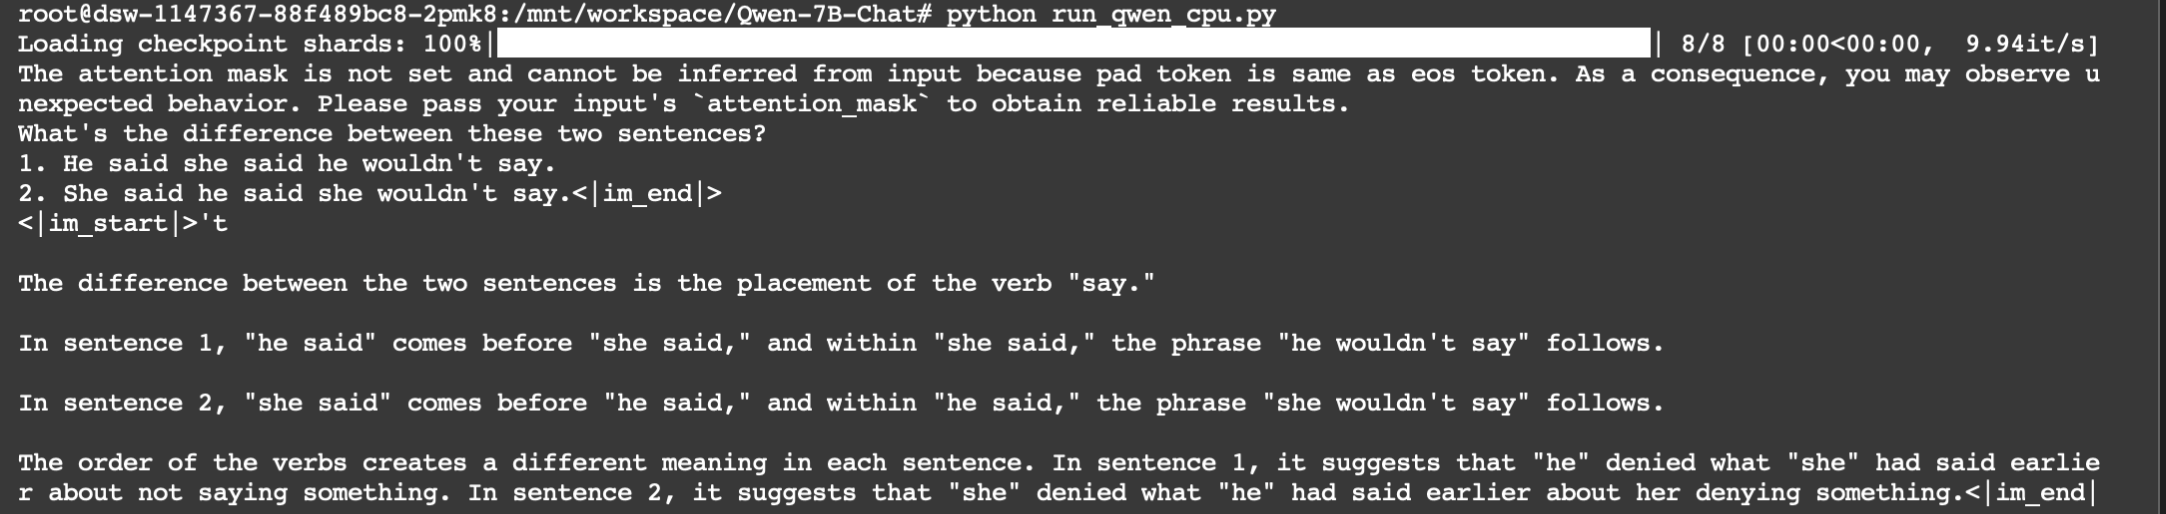 root@dsw-1147367-88f489bc8-2pmk8:/mnt/workspace/Qwen-7B-Chat# python run_qwen_cpu.py
Loading checkpoint shards: 100%| | 8/8 [00:00<00:00,  9.94it/s]
The attention mask is not set and cannot be inferred from input because pad token is same as eos token. As a consequence, you may observe u
nexpected behavior. Please pass your input's `attention_mask` to obtain reliable results.
What's the difference between these two sentences?
1. He said she said he wouldn't say.
2. She said he said she wouldn't say.<|im_end|>
<|im_start|>'t
The difference between the two sentences is the placement of the verb "say."
In sentence 1, "he said" comes before "she said," and within "she said," the phrase "he wouldn't say" follows.
In sentence 2, "she said" comes before "he said," and within "he said," the phrase "she wouldn't say" follows.
The order of the verbs creates a different meaning in each sentence. In sentence 1, it suggests that "he" denied what "she" had said earlie
r about not saying something. In sentence 2, it suggests that "she" denied what "he" had said earlier about her denying something.<|im_end|